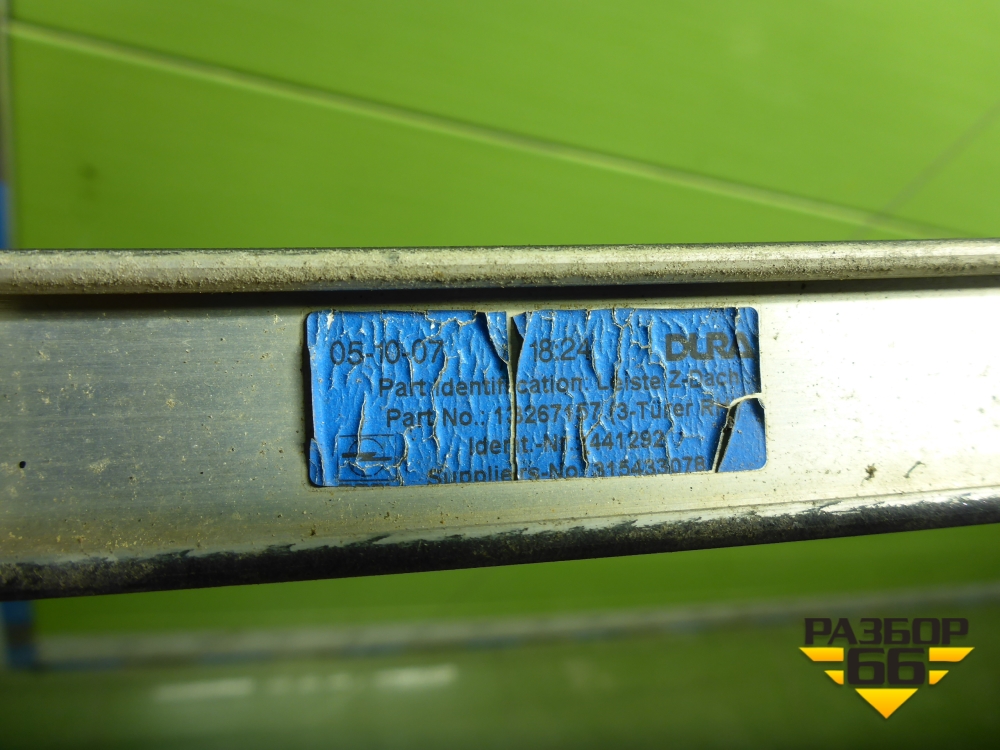 05-10-07 18:24 DURA
Part Identification: Leiste Z-Dach
Part No.: 13267157 /3-Türer R
Ident.-Nr. 441292
Suppliers-No. 315433078
РАЗБОР
66